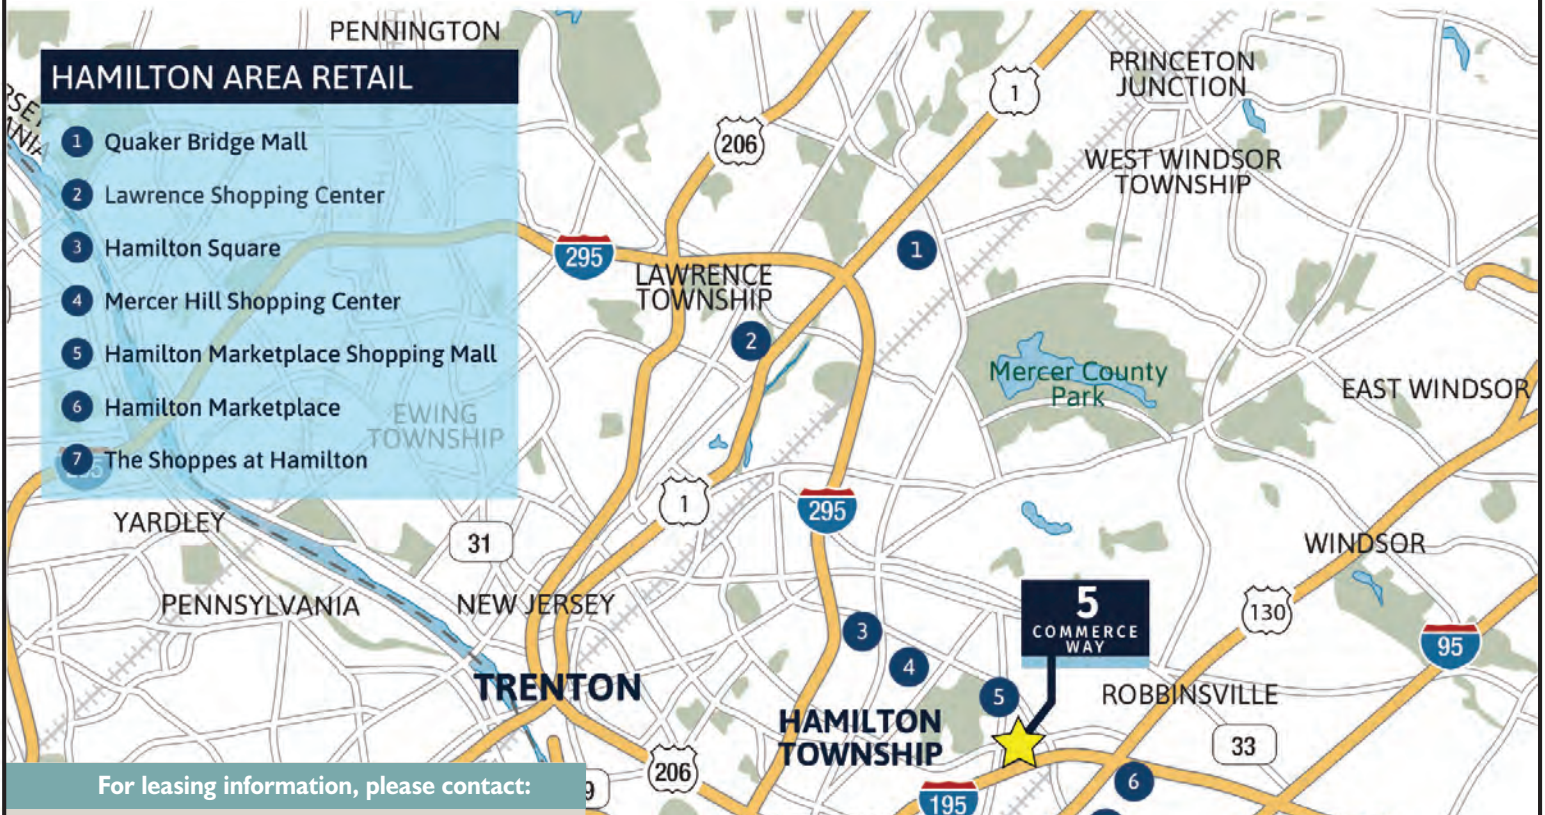 PENNINGTON
HAMILTON AREA RETAIL
1 Quaker Bridge Mall
2 Lawrence Shopping Center
3 Hamilton Square
4 Mercer Hill Shopping Center
5 Hamilton Marketplace Shopping Mall
6 Hamilton Marketplace
7 The Shoppes at Hamilton
EWING
TOWNSHIP
206
1
PRINCETON
JUNCTION
WEST WINDSOR
TOWNSHIP
295
LAWRENCE
TOWNSHIP
1
2
Mercer County
Park
EAST WINDSOR
1
295
YARDLEY
31
WINDSOR
PENNSYLVANIA
NEW JERSEY
5
COMMERCE
WAY
130
95
3
4
5
TRENTON
ROBBINSVILLE
HAMILTON
TOWNSHIP
33
206
6
195
For leasing information, please contact: